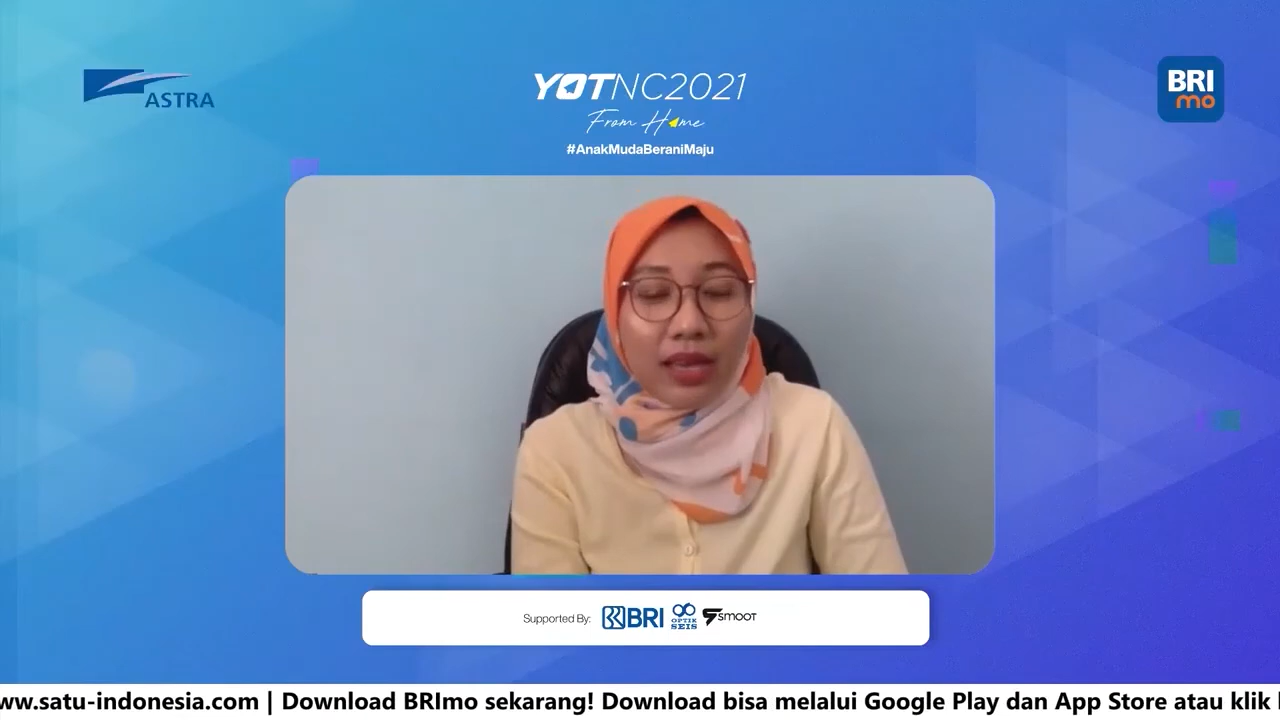 ASTRA
YOTNC2021
From Home
#AnakMudaBeraniMaju
BRI
mo
Supported By:
BRI
OPTIK
SEIS
SMOOT
ww.satu-indonesia.com | Download BRImo sekarang! Download bisa melalui Google Play dan App Store atau klik